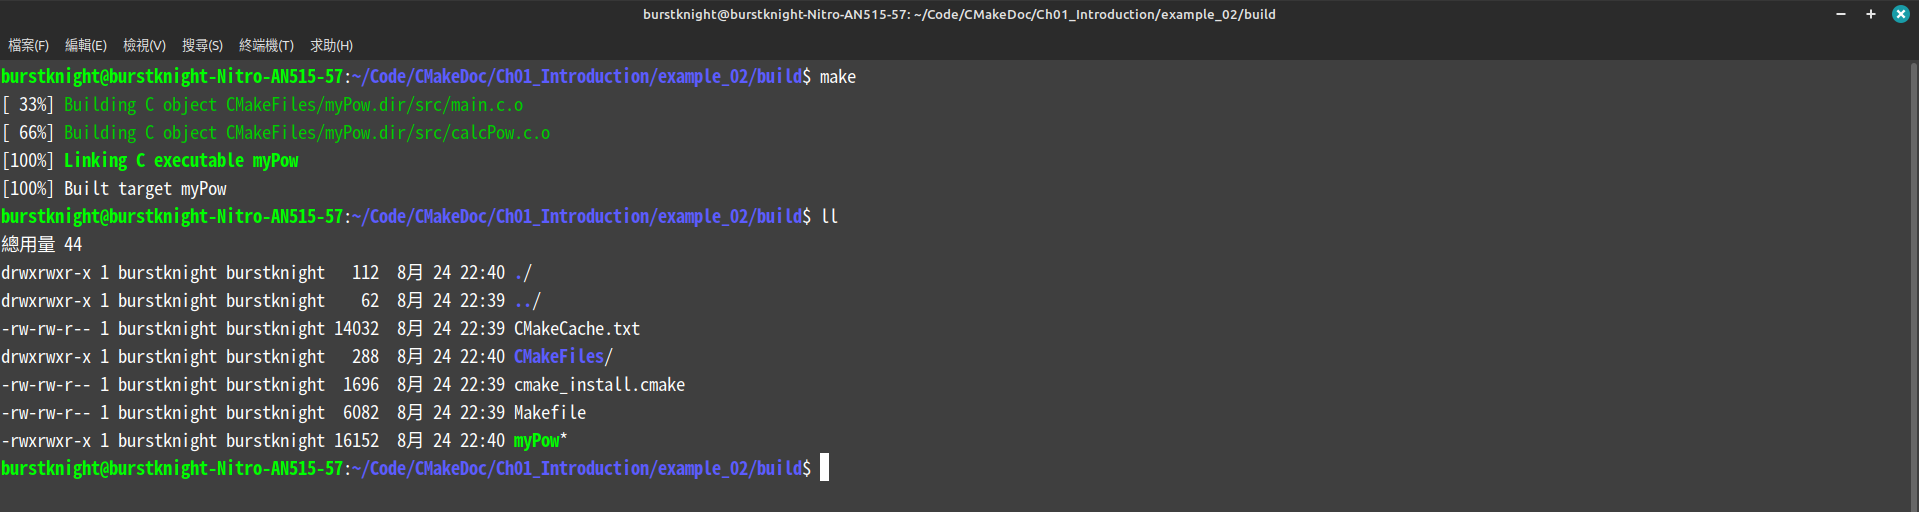 burstknight@burstknight-Nitro-AN515-57: ~/Code/CMakeDoc/Ch01_Introduction/example_02/build
檔案(F) 編輯(E) 檢視(V) 搜尋(S) 終端機(T) 求助(H)
burstknight@burstknight-Nitro-AN515-57:~/Code/CMakeDoc/Ch01_Introduction/example_02/build$ make
[ 33%] Building C object CMakeFiles/myPow.dir/src/main.c.o
[ 66%] Building C object CMakeFiles/myPow.dir/src/calcPow.c.o
[100%] Linking C executable myPow
[100%] Built target myPow
burstknight@burstknight-Nitro-AN515-57:~/Code/CMakeDoc/Ch01_Introduction/example_02/build$ ll
總用量 44
drwxrwxr-x 1 burstknight burstknight   112  8月 24 22:40 ./
drwxrwxr-x 1 burstknight burstknight    62  8月 24 22:39 ../
-rw-rw-r-- 1 burstknight burstknight 14032  8月 24 22:39 CMakeCache.txt
drwxrwxr-x 1 burstknight burstknight   288  8月 24 22:40 CMakeFiles/
-rw-rw-r-- 1 burstknight burstknight  1696  8月 24 22:39 cmake_install.cmake
-rw-rw-r-- 1 burstknight burstknight  6082  8月 24 22:39 Makefile
-rwxrwxr-x 1 burstknight burstknight 16152  8月 24 22:40 myPow*
burstknight@burstknight-Nitro-AN515-57:~/Code/CMakeDoc/Ch01_Introduction/example_02/build$